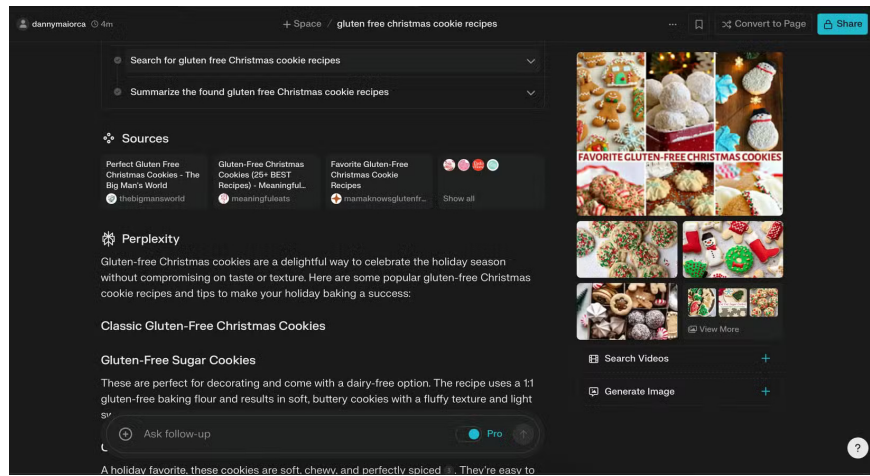 dannymaiorca 4m
+ Space / gluten free christmas cookie recipes
Convert to Page
Share
Search for gluten free Christmas cookie recipes
Summarize the found gluten free Christmas cookie recipes
Sources
Perfect Gluten Free
Christmas Cookies - The
Big Man's World
thebigmansworld
Gluten-Free Christmas
Cookies (25+ BEST
Recipes) - Meaningful...
meaningfuleats
Favorite Gluten-Free
Christmas Cookie
Recipes
mamaknowsglutenfr...
Show all
Perplexity
Gluten-free Christmas cookies are a delightful way to celebrate the holiday season
without compromising on taste or texture. Here are some popular gluten-free Christmas
cookie recipes and tips to make your holiday baking a success:
Classic Gluten-Free Christmas Cookies
Gluten-Free Sugar Cookies
These are perfect for decorating and come with a dairy-free option. The recipe uses a 1:1
gluten-free baking flour and results in soft, buttery cookies with a fluffy texture and light
Ask follow-up
Pro
A holiday favorite, these cookies are soft, chewy, and perfectly spiced . They're easy to
FAVORITE GLUTEN-FREE CHRISTMAS COOKIES
View More
Search Videos +
Generate Image +
?